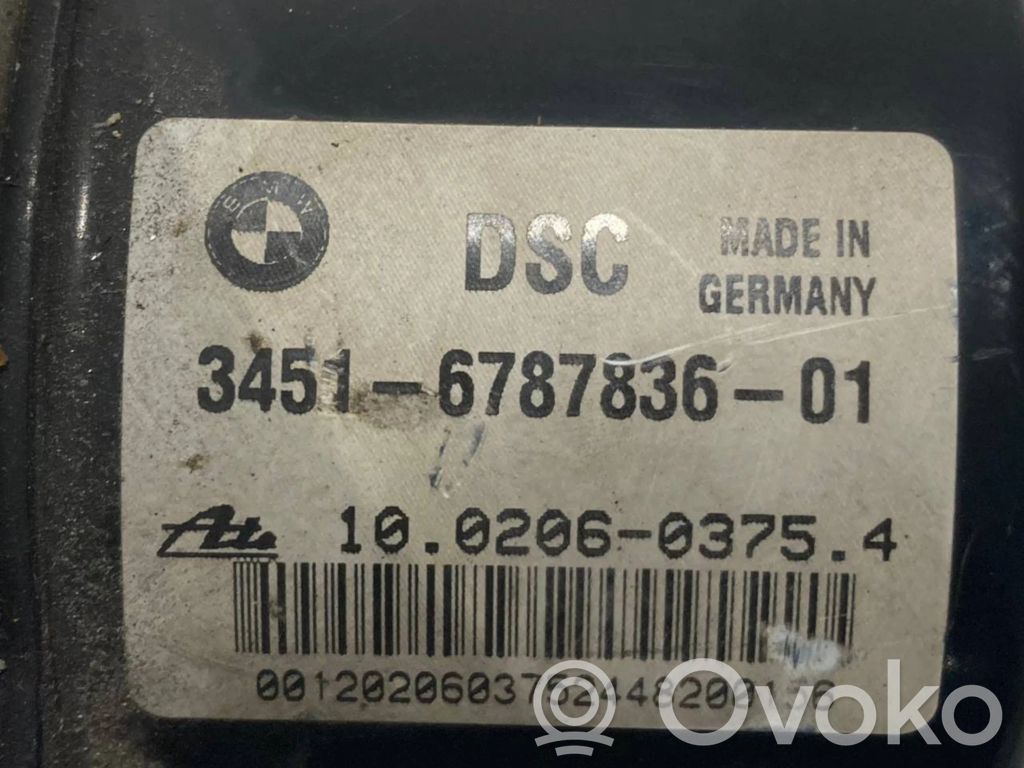 BMW
DSC
MADE IN
GERMANY
3451-6787836-01
Ate
10.0206-0375.4
Ovoko